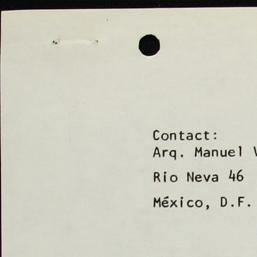 Contact:
Arq. Manuel
Rio Neva 46
México, D.F.